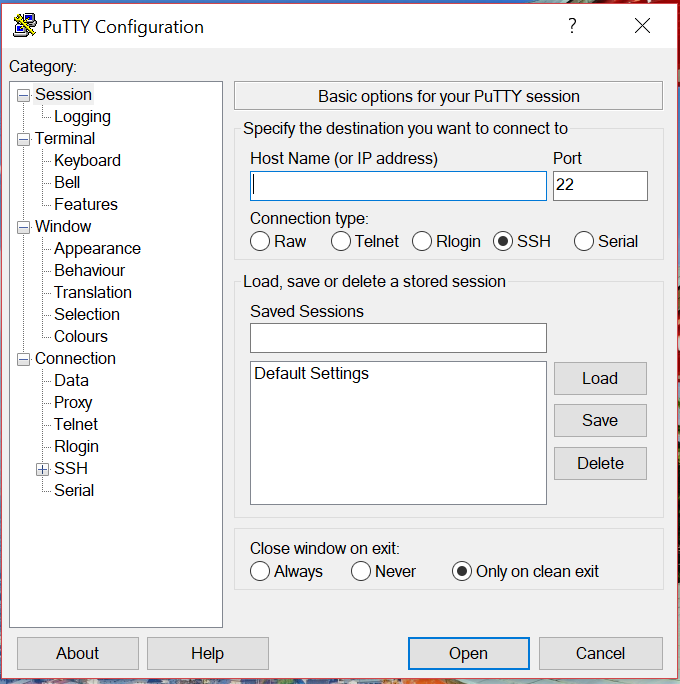 PuTTY Configuration
?
Category:
Session
Logging
Terminal
Keyboard
Bell
Features
Window
Appearance
Behaviour
Translation
Selection
Colours
Connection
Data
Proxy
Telnet
Rlogin
SSH
Serial
Basic options for your PuTTY session
Specify the destination you want to connect to
Host Name (or IP address) Port
22
Connection type:
Raw Telnet Rlogin SSH Serial
Load, save or delete a stored session
Saved Sessions
Default Settings
Load
Save
Delete
Close window on exit:
Always Never Only on clean exit
About Help Open Cancel